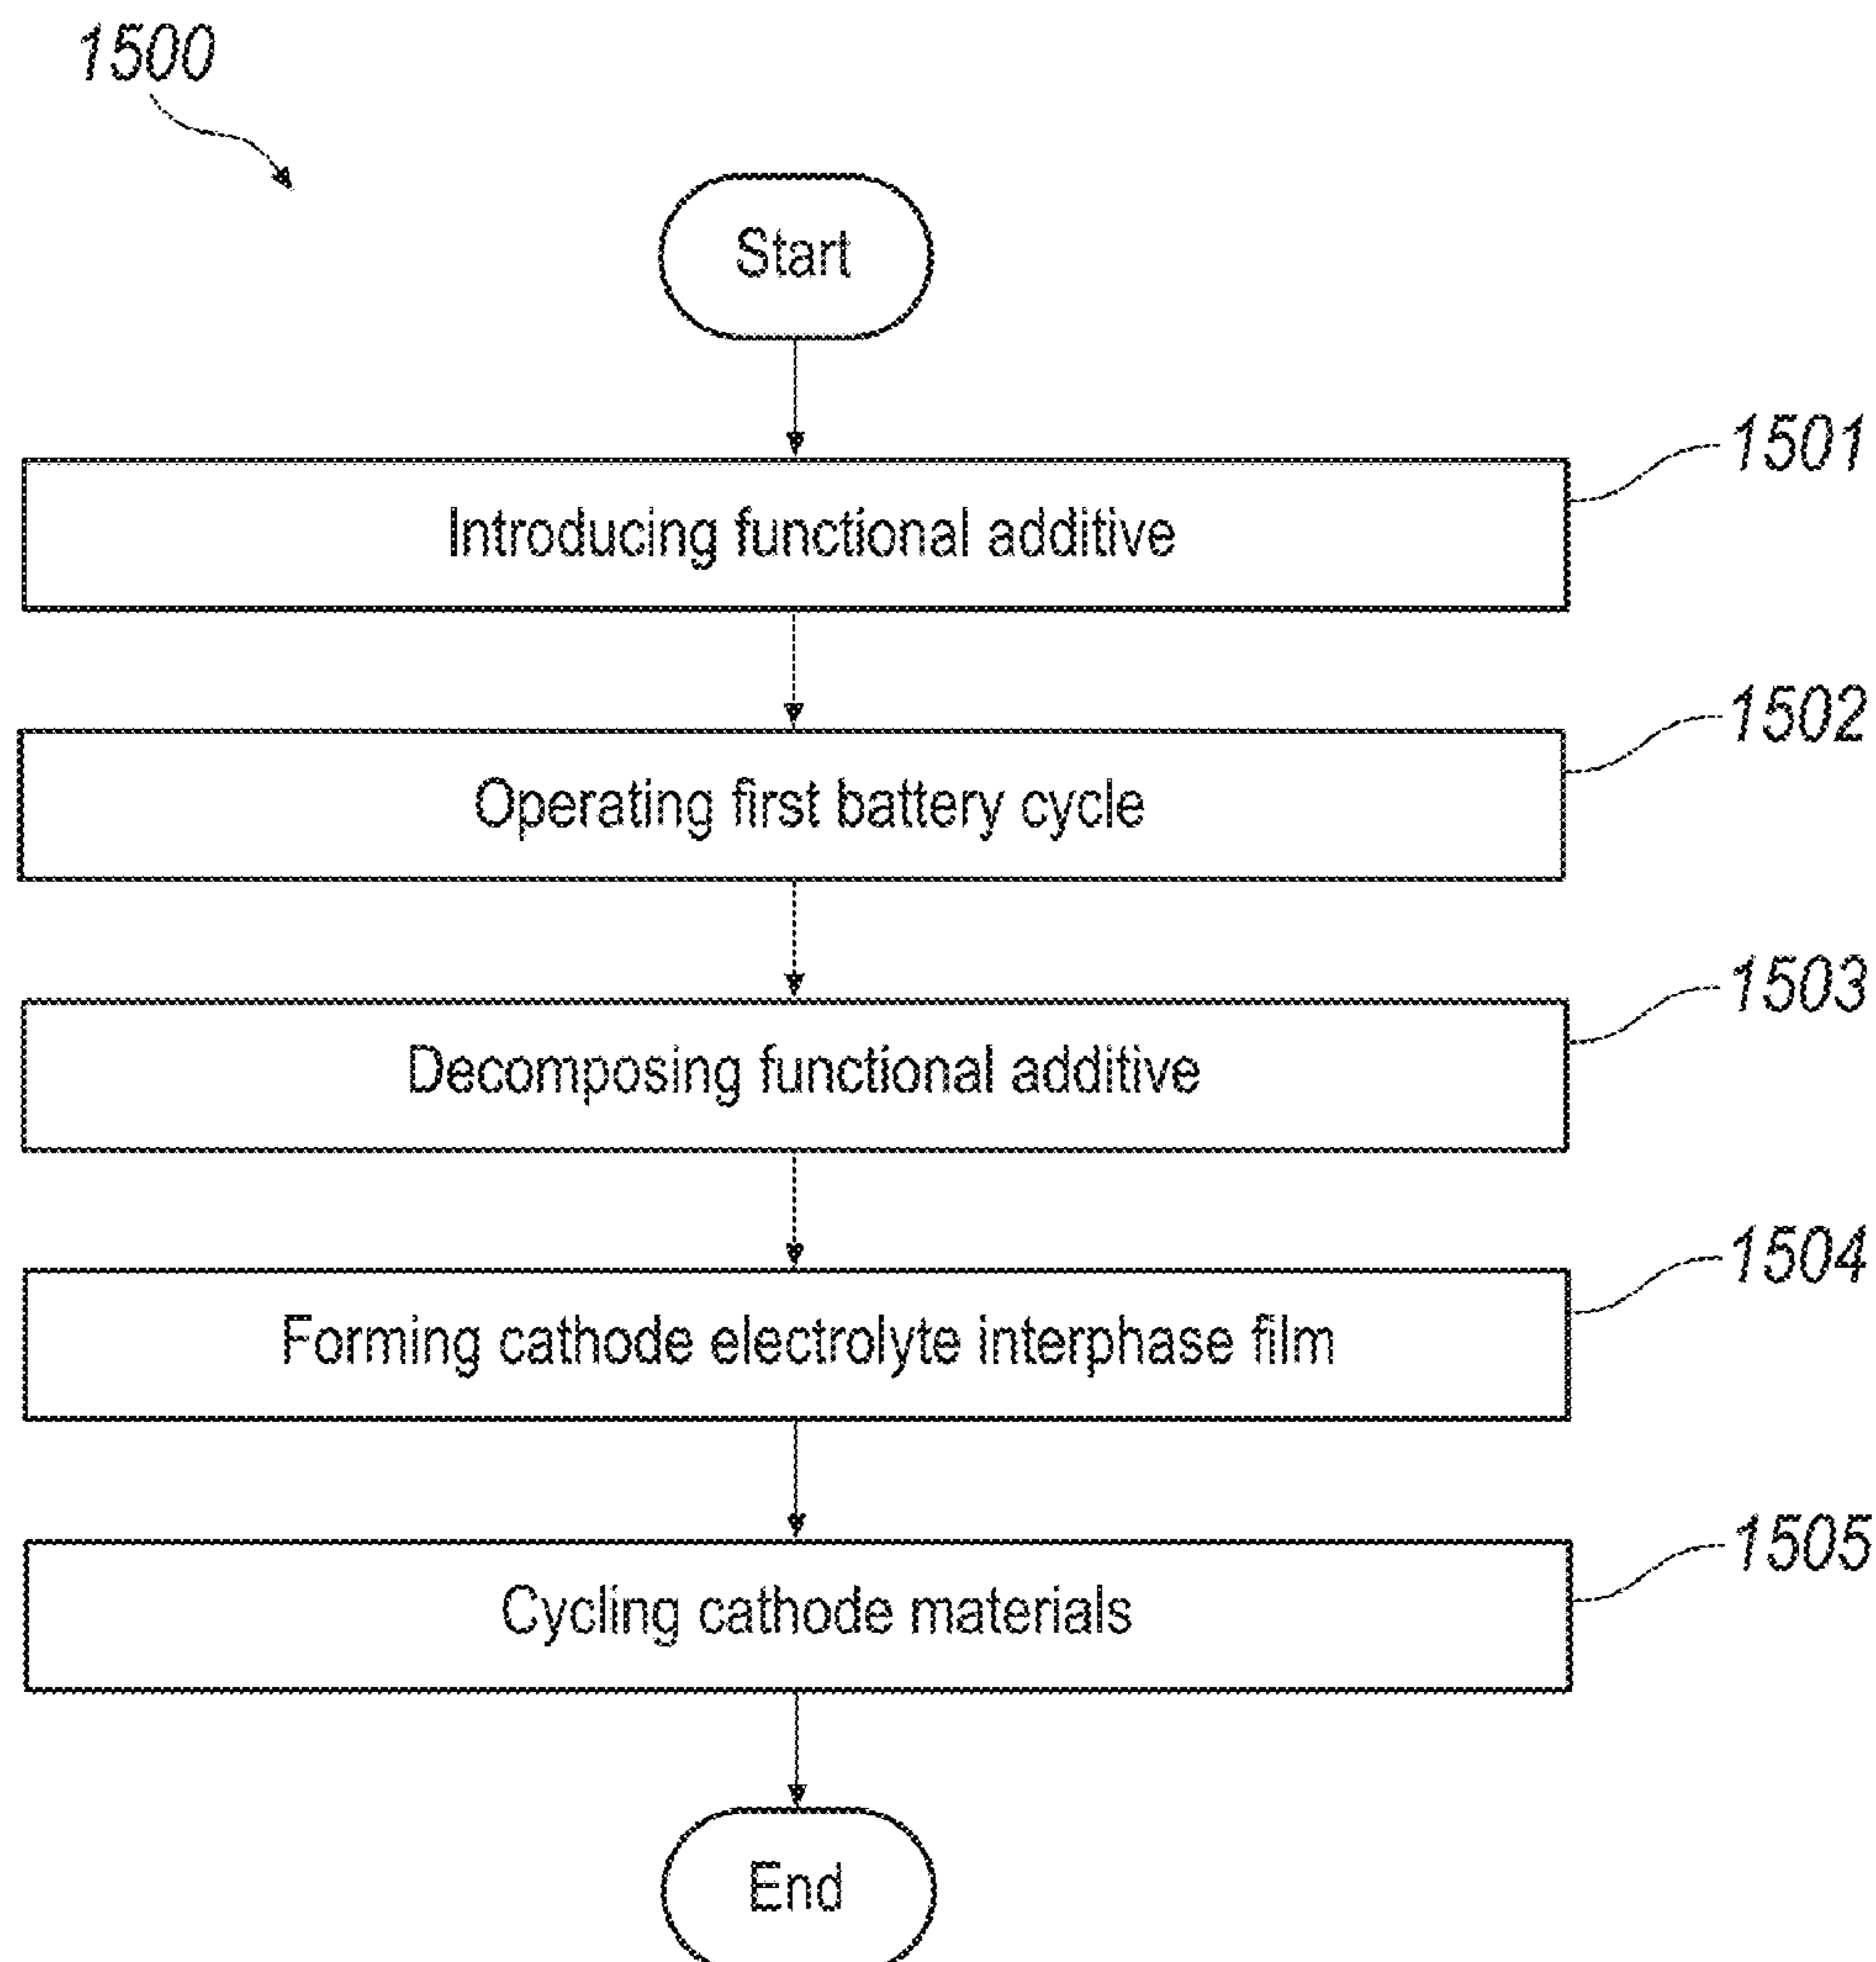 1500
Start
1501
Introducing functional additive
1502
Operating first battery cycle
1503
Decomposing functional additive
1504
Forming cathode electrolyte interphase film
1505
Cycling cathode materials
End